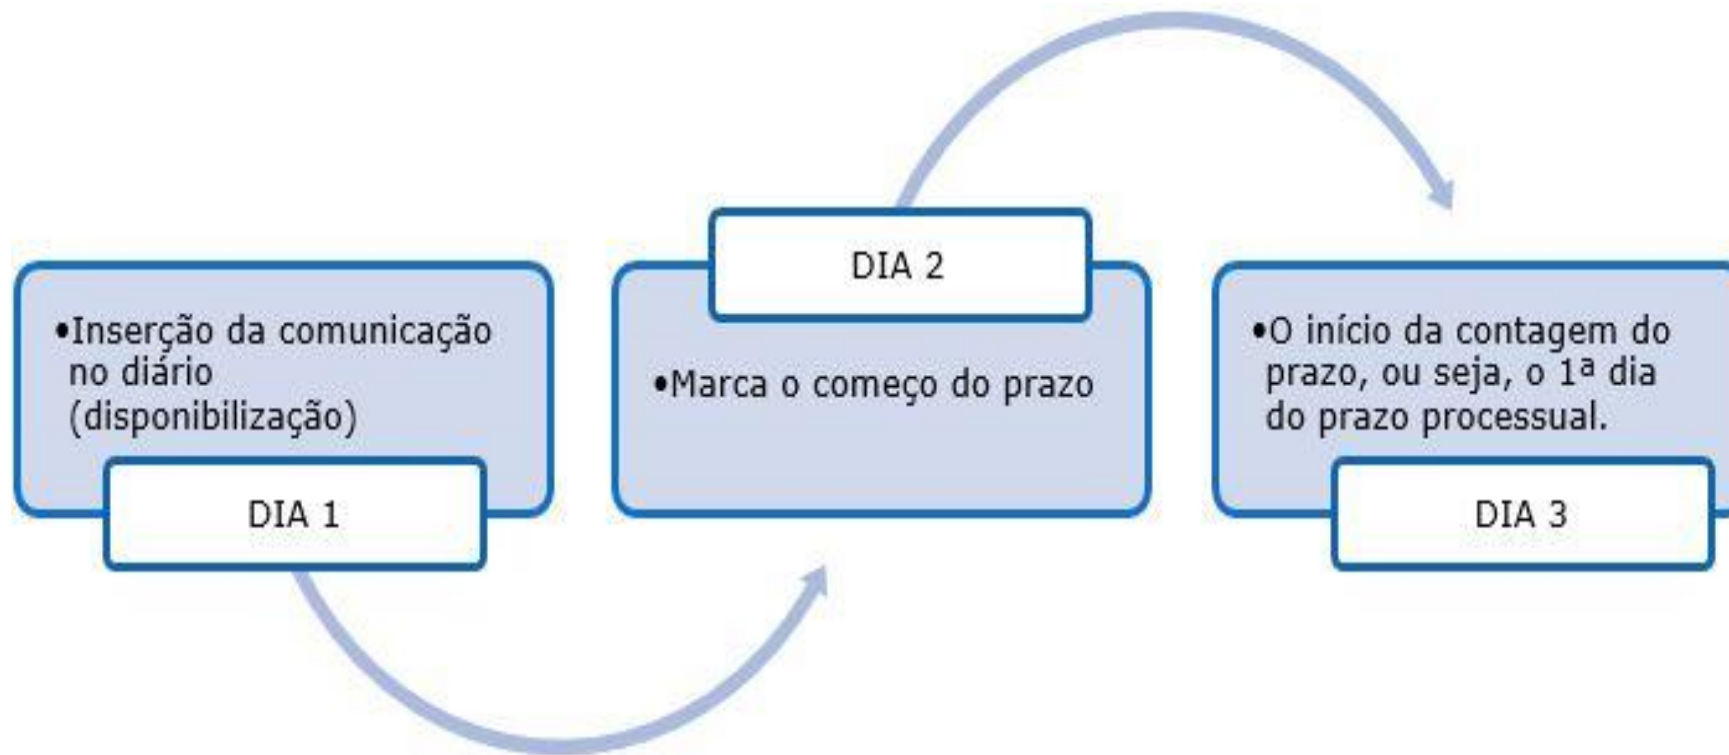 •Inserção da comunicação
no diário
(disponibilização)
DIA 1
DIA 2
•Marca o começo do prazo
•O início da contagem do
prazo, ou seja, o 1ª dia
do prazo processual.
DIA 3